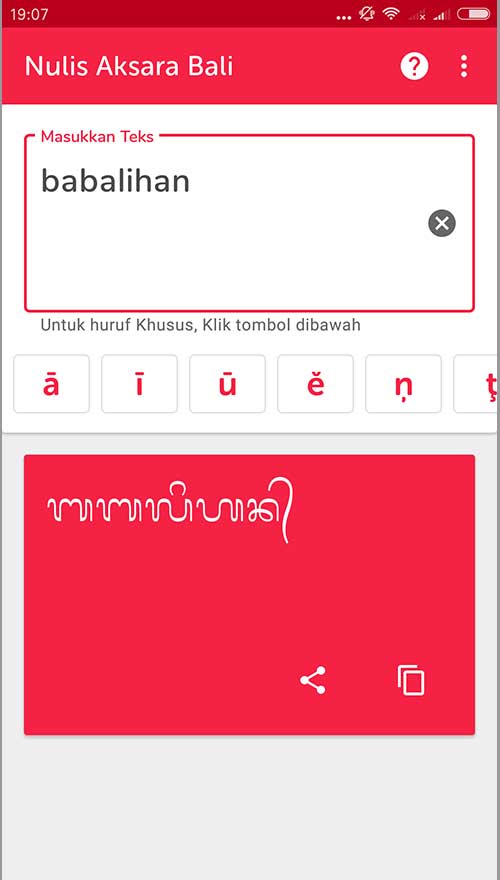 19:07
Nulis Aksara Bali
Masukkan Teks
babalihan
Untuk huruf Khusus, Klik tombol dibawah
ā ī ū ĕ ṇ
ᬩᬩᬮᬶᬳᬦ᭄